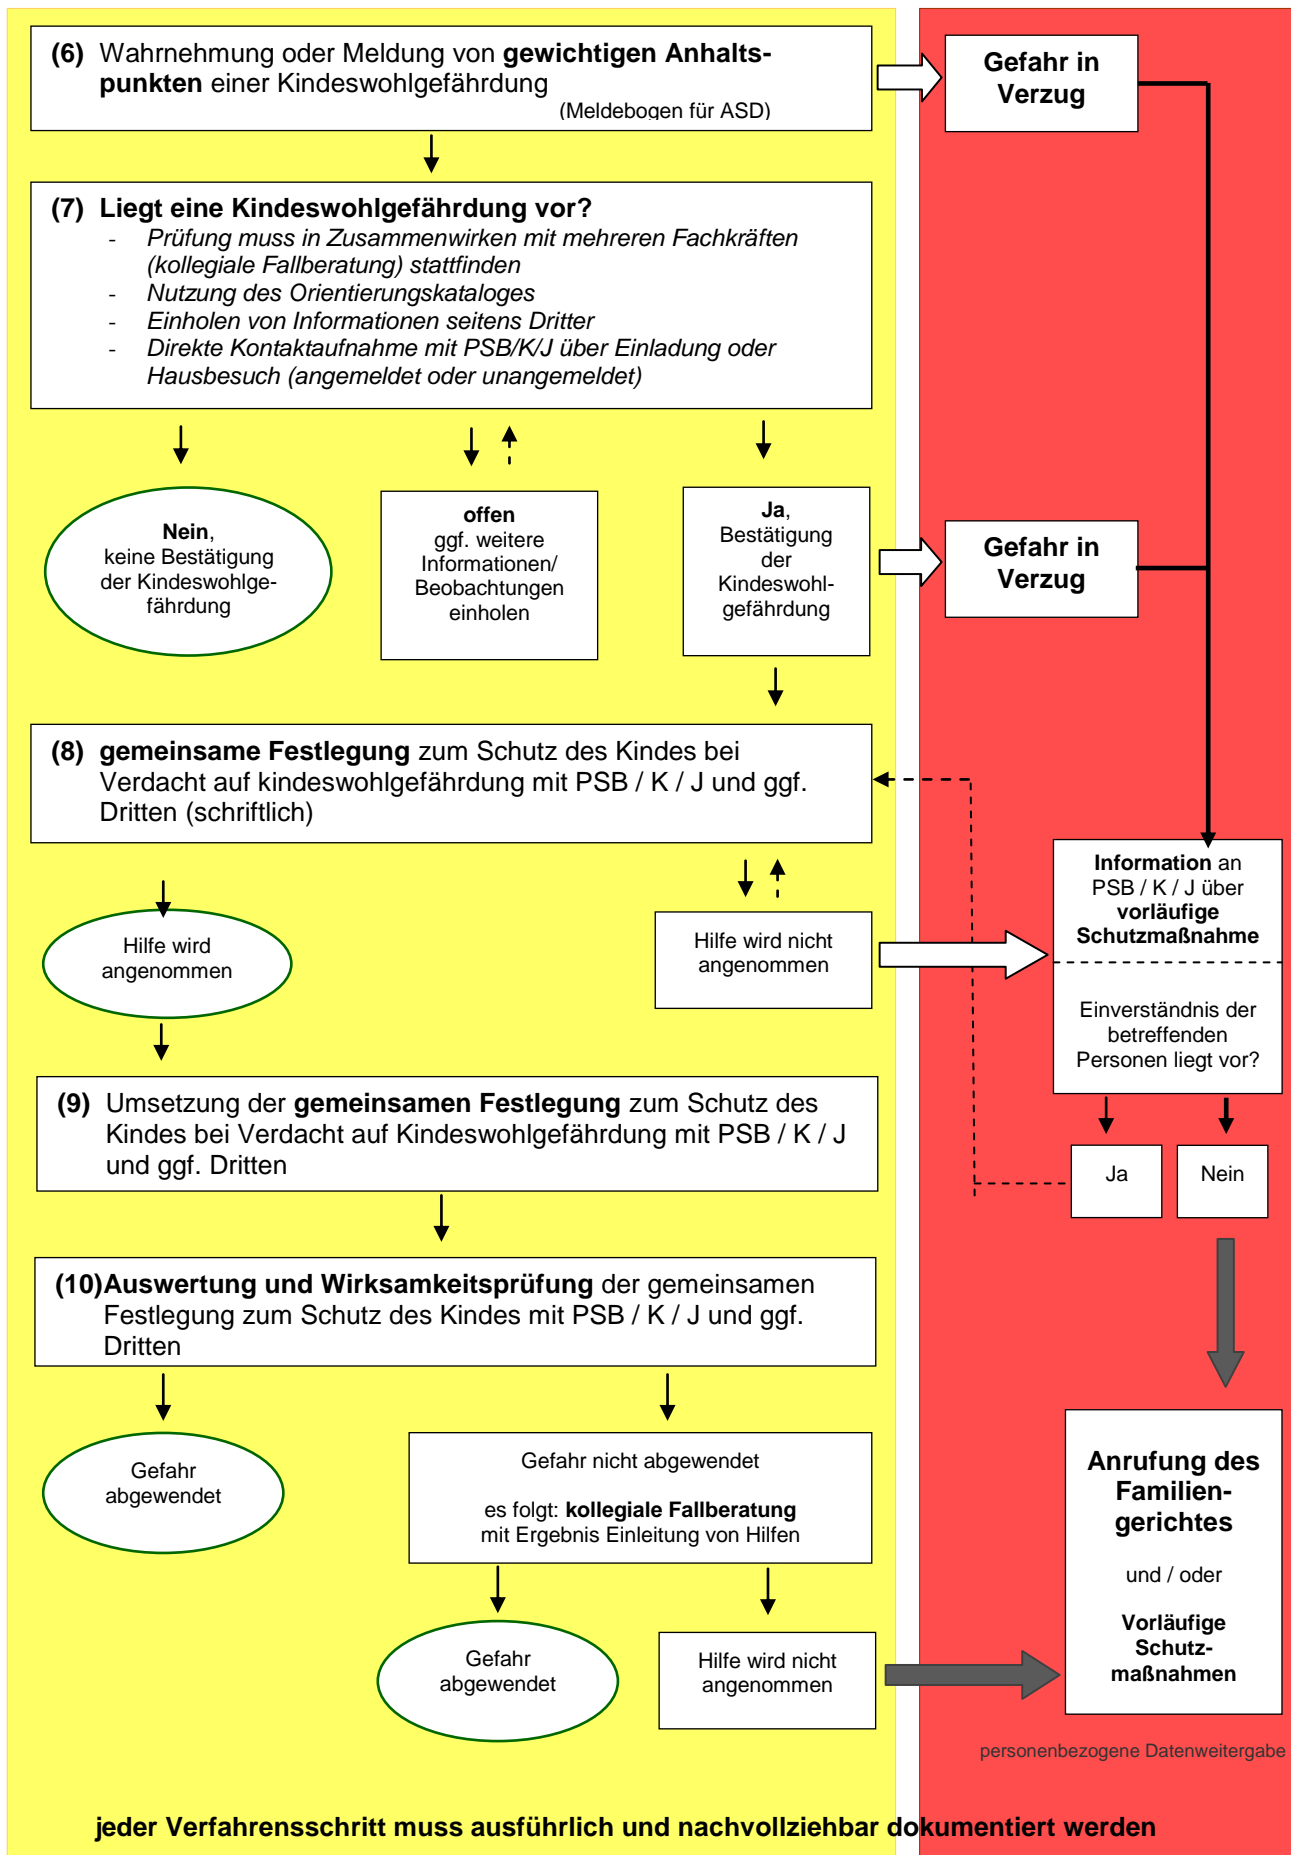 (6) Wahrnehmung oder Meldung von gewichtigen Anhalts-
punkten einer Kindeswohlgefährdung
(Meldebogen für ASD)
Gefahr in
Verzug
(7) Liegt eine Kindeswohlgefährdung vor?
- Prüfung muss in Zusammenwirken mit mehreren Fachkräften
(kollegiale Fallberatung) stattfinden
- Nutzung des Orientierungskataloges
- Einholen von Informationen seitens Dritter
- Direkte Kontaktaufnahme mit PSB/K/J über Einladung oder
Hausbesuch (angemeldet oder unangemeldet)
Nein,
keine Bestätigung
der Kindeswohlge-
fährdung
offen
ggf. weitere
Informationen/
Beobachtungen
einholen
Ja,
Bestätigung
der
Kindeswohl-
gefährdung
Gefahr in
Verzug
(8) gemeinsame Festlegung zum Schutz des Kindes bei
Verdacht auf kindeswohlgefährdung mit PSB / K / J und ggf.
Dritten (schriftlich)
Hilfe wird
angenommen
Hilfe wird nicht
angenommen
Information an
PSB / K / J über
vorläufige
Schutzmaßnahme
Einverständnis der
betreffenden
Personen liegt vor?
Ja
Nein
(9) Umsetzung der gemeinsamen Festlegung zum Schutz des
Kindes bei Verdacht auf Kindeswohlgefährdung mit PSB / K / J
und ggf. Dritten
(10)Auswertung und Wirksamkeitsprüfung der gemeinsamen
Festlegung zum Schutz des Kindes mit PSB / K / J und ggf.
Dritten
Gefahr
abgewendet
Gefahr nicht abgewendet
es folgt: kollegiale Fallberatung
mit Ergebnis Einleitung von Hilfen
Gefahr
abgewendet
Hilfe wird nicht
angenommen
Anrufung des
Familien-
gerichtes
und / oder
Vorläufige
Schutz-
maßnahmen
personenbezogene Datenweitergabe
jeder Verfahrensschritt muss ausführlich und nachvollziehbar dokumentiert werden